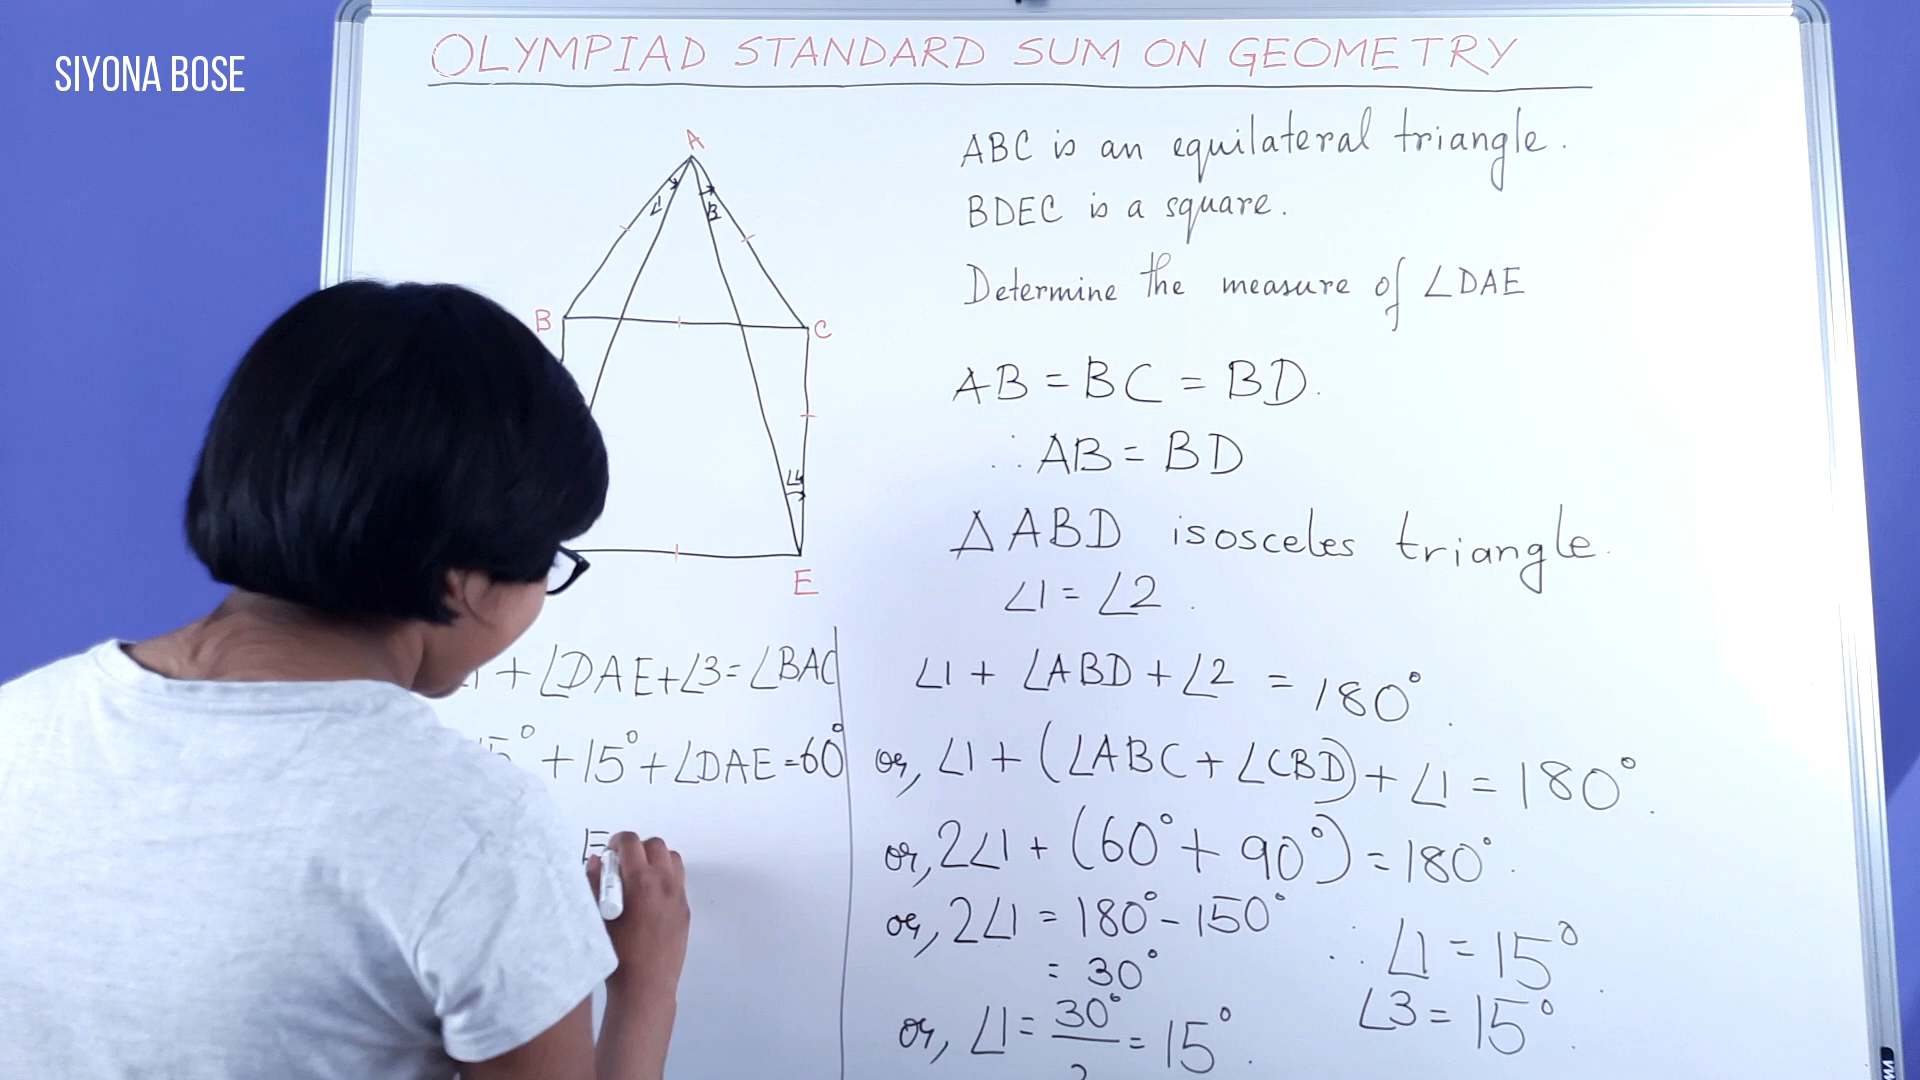 SIYONA BOSE
OLYMPIAD STANDARD SUM ON GEOMETRY
A
∠1
∠3
B
C
∠4
E
ABC is an equilateral triangle.
BDEC is a square.
Determine the measure of ∠DAE
AB = BC = BD.
∴ AB = BD
△ABD isosceles triangle.
∠1 = ∠2.
∠1 + ∠ABD + ∠2 = 180°.
or, ∠1 + (∠ABC + ∠CBD) + ∠1 = 180°.
or, 2∠1 + (60° + 90°) = 180°.
or, 2∠1 = 180° - 150°
= 30°
or, ∠1 = 30°/2 = 15°.
∴ ∠1 = 15°.
∠3 = 15°.
+ ∠DAE + ∠3 = ∠BAC
+ 15° + ∠DAE = 60°
E